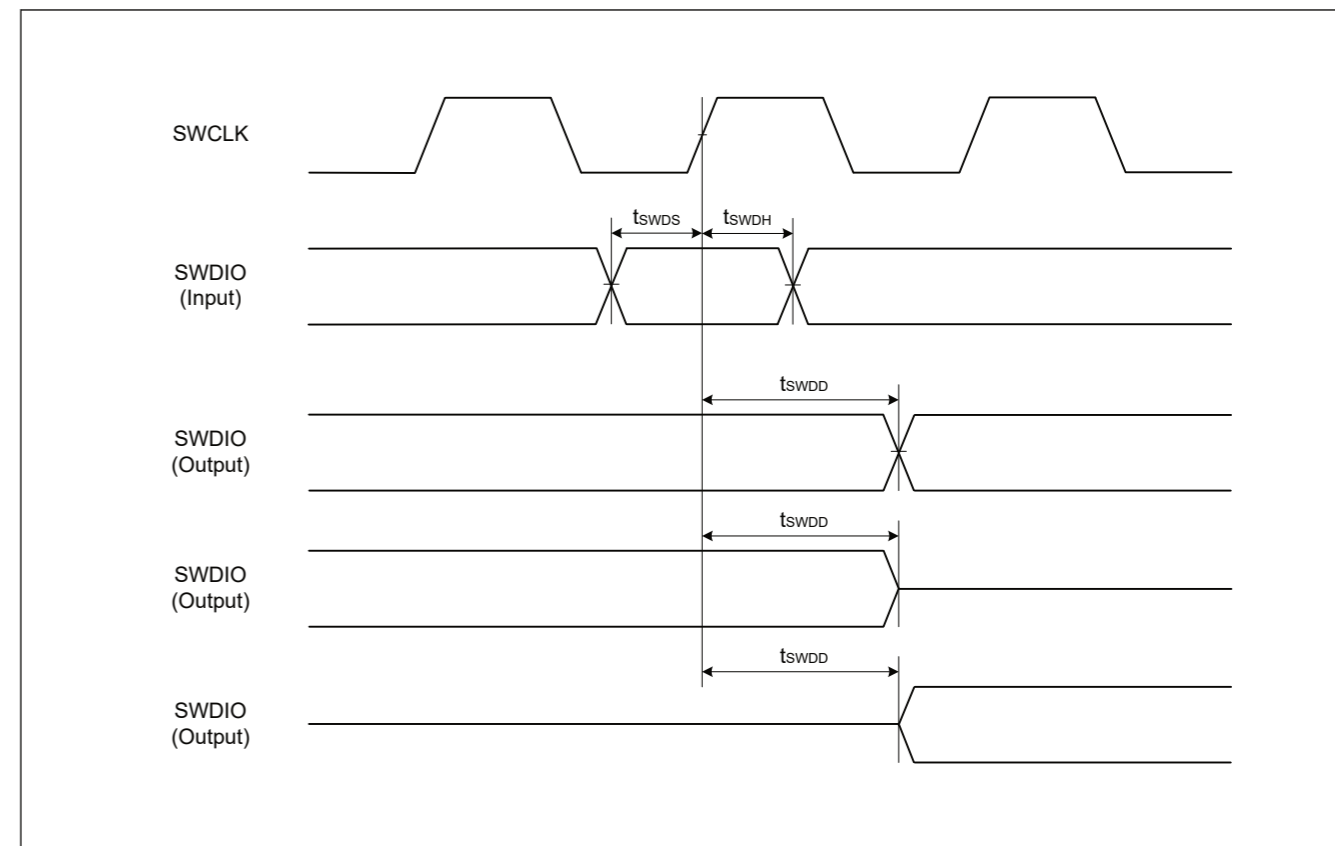 SWCLK
tSWDS
tSWDH
SWDIO
(Input)
tSWDD
SWDIO
(Output)
tSWDD
SWDIO
(Output)
tSWDD
SWDIO
(Output)